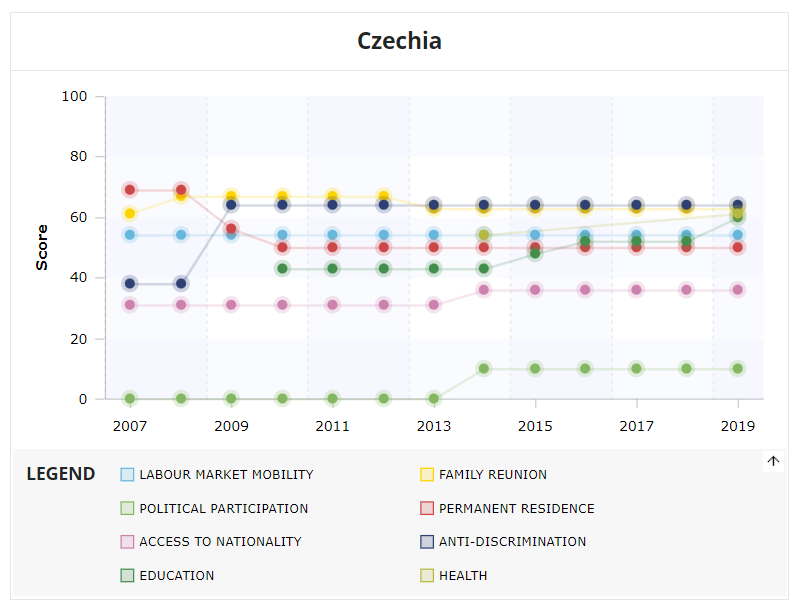 Czechia
100
80
60
40
20
0
Score
2007 2009 2011 2013 2015 2017 2019
LEGEND
LABOUR MARKET MOBILITY FAMILY REUNION
POLITICAL PARTICIPATION PERMANENT RESIDENCE
ACCESS TO NATIONALITY ANTI-DISCRIMINATION
EDUCATION HEALTH